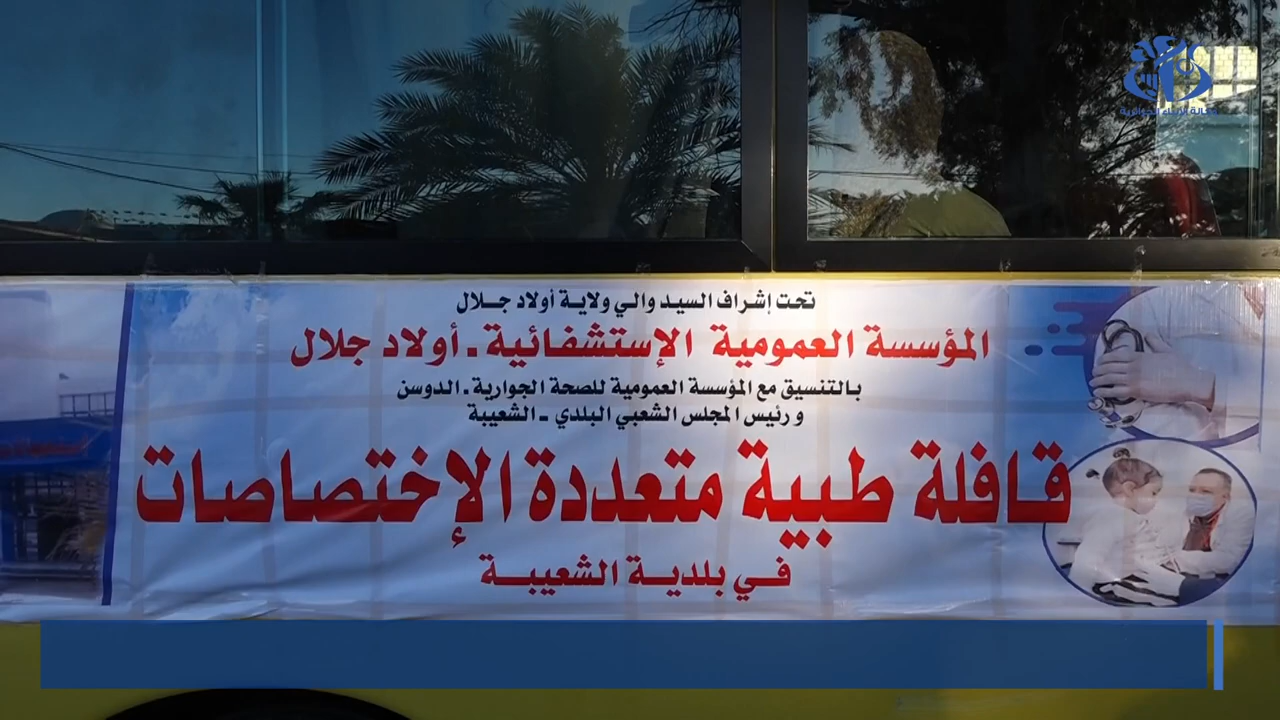 تحت إشراف السيد والي ولاية أولاد جلال
المؤسسة العمومية الإستشفائية - أولاد جلال
بالتنسيق مع المؤسسة العمومية للصحة الجوارية - الدوسن
و رئيس المجلس الشعبي البلدي - الشعيبة
قافلة طبية متعددة الإختصاصات
في بلدية الشعيبة